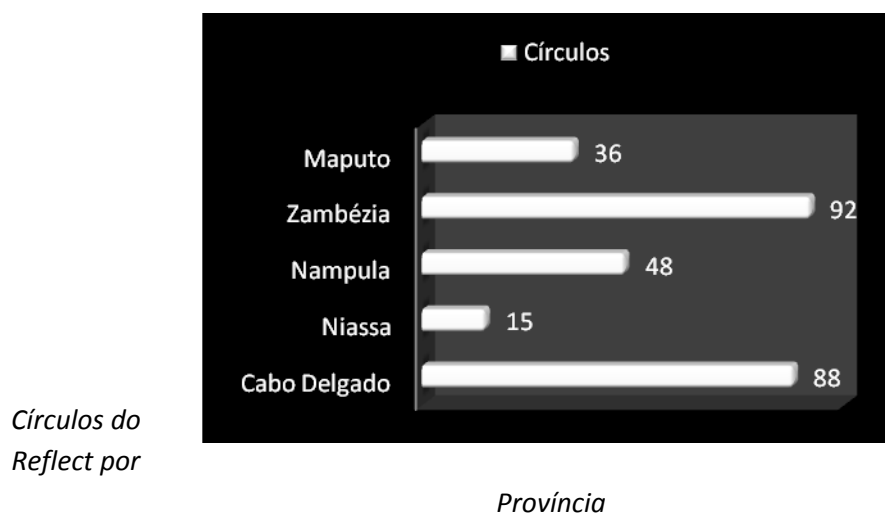 Círculos
Maputo 36
Zambézia 92
Nampula 48
Niassa 15
Cabo Delgado 88
Círculos do
Reflect por
Província